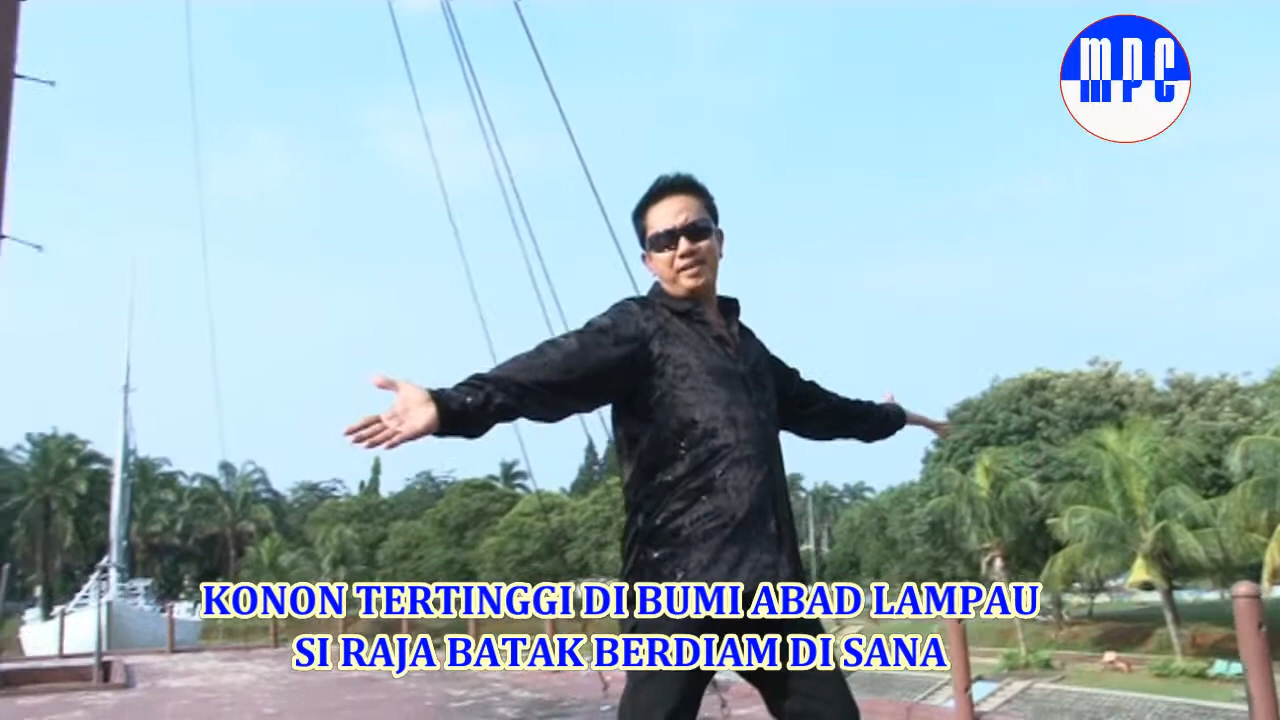 MPC
KONON TERTINGGI DI BUMI ABAD LAMPAU
SI RAJA BATAK BERDIAM DI SANA